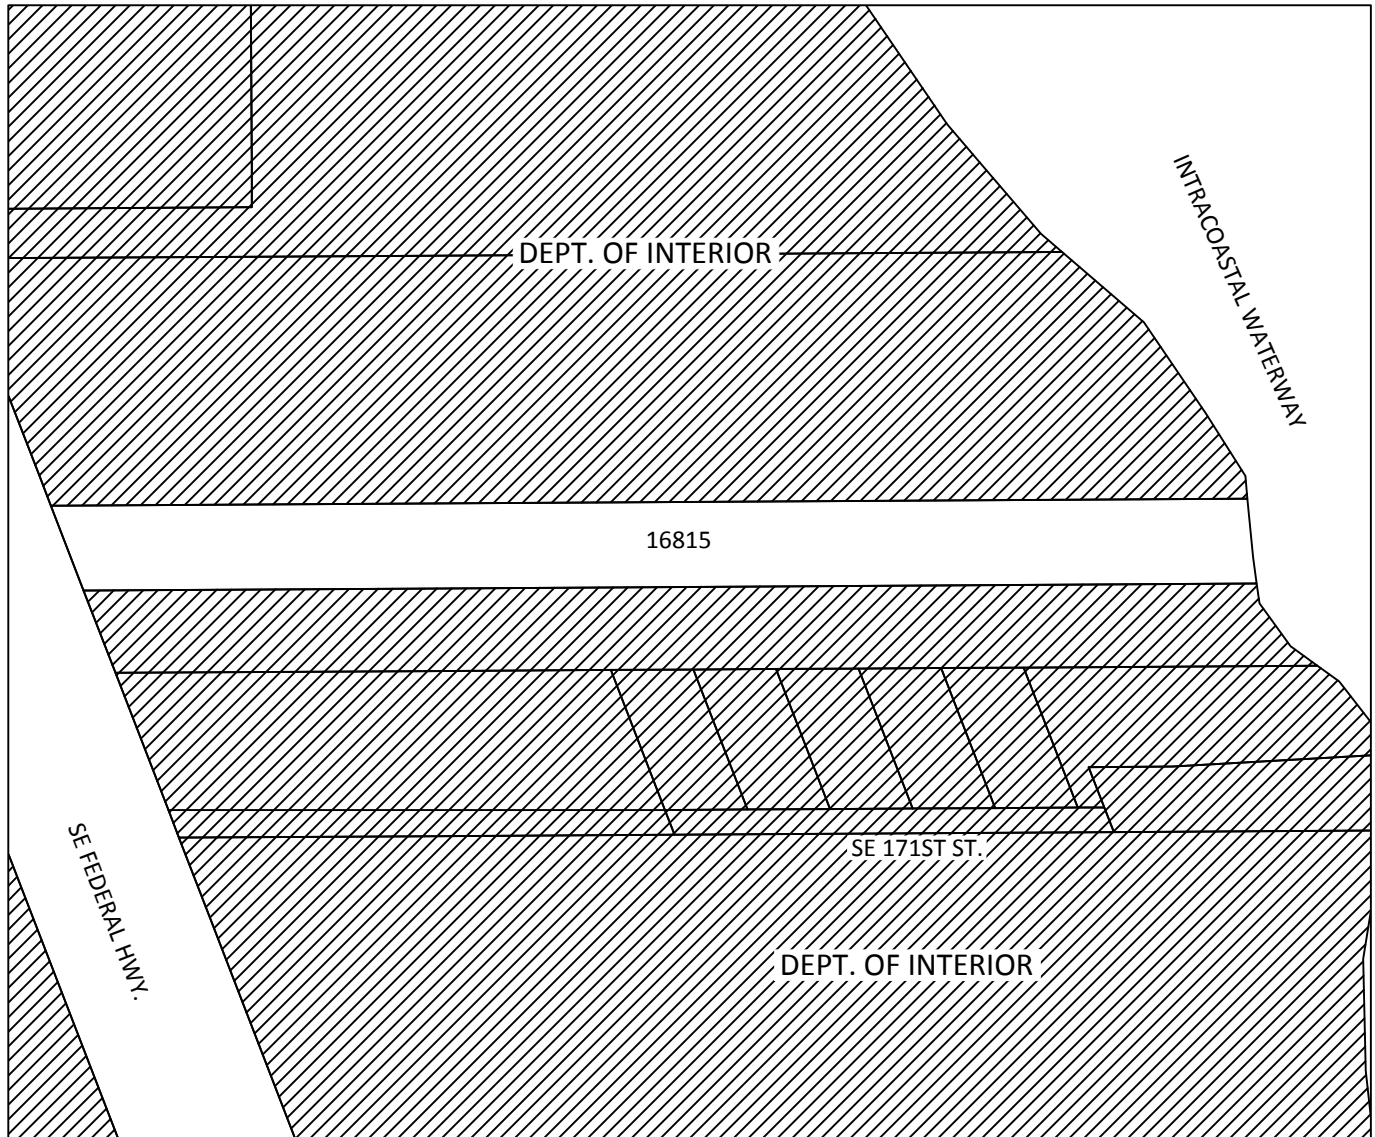 DEPT. OF INTERIOR
INTRACOASTAL WATERWAY
16815
SE 171ST ST.
SE FEDERAL HWY.
DEPT. OF INTERIOR